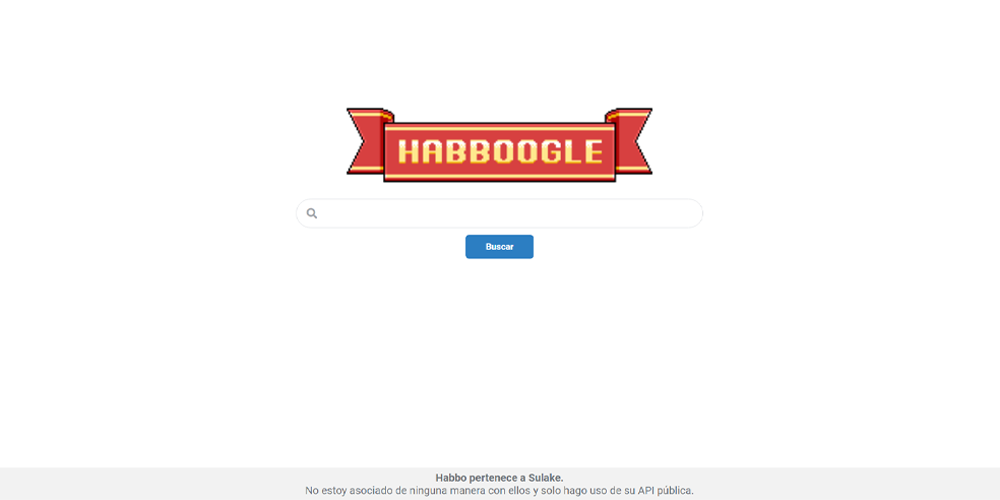 HABBOOGLE
Buscar
Habbo pertenece a Sulake.
No estoy asociado de ninguna manera con ellos y solo hago uso de su API pública.